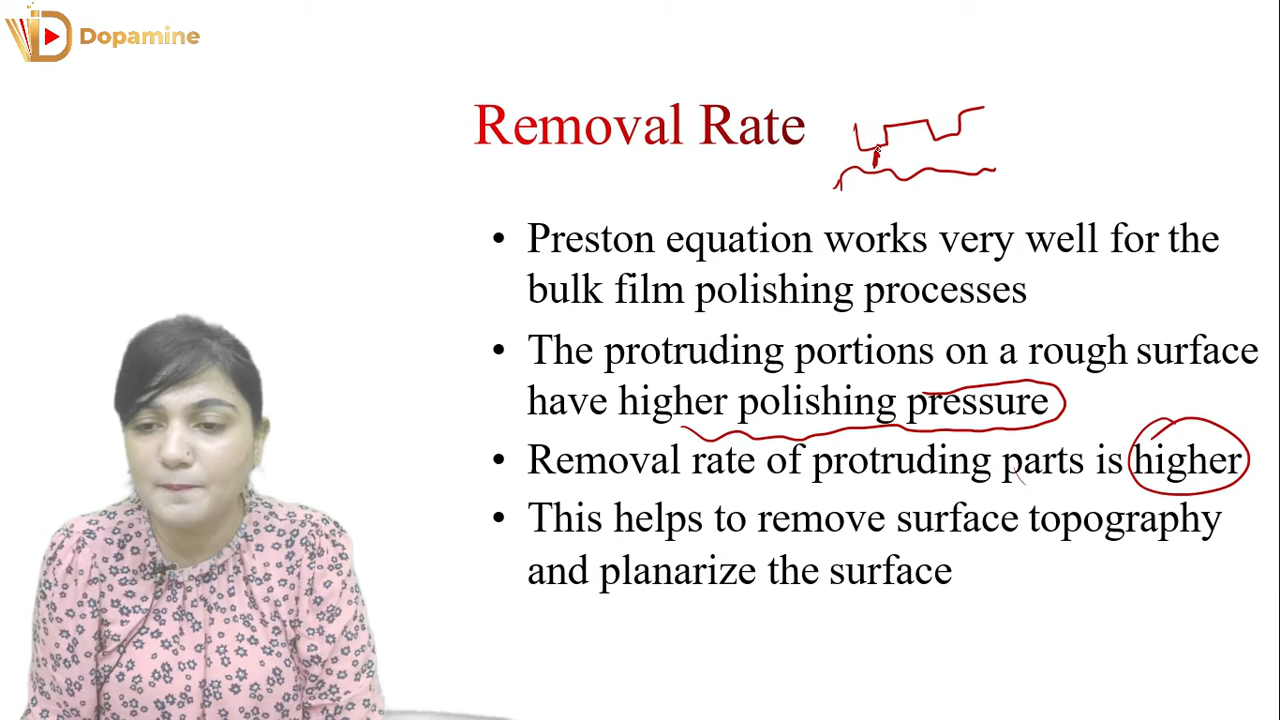 Dopamine
Removal Rate
• Preston equation works very well for the
bulk film polishing processes
• The protruding portions on a rough surface
have higher polishing pressure
• Removal rate of protruding parts is higher
• This helps to remove surface topography
and planarize the surface